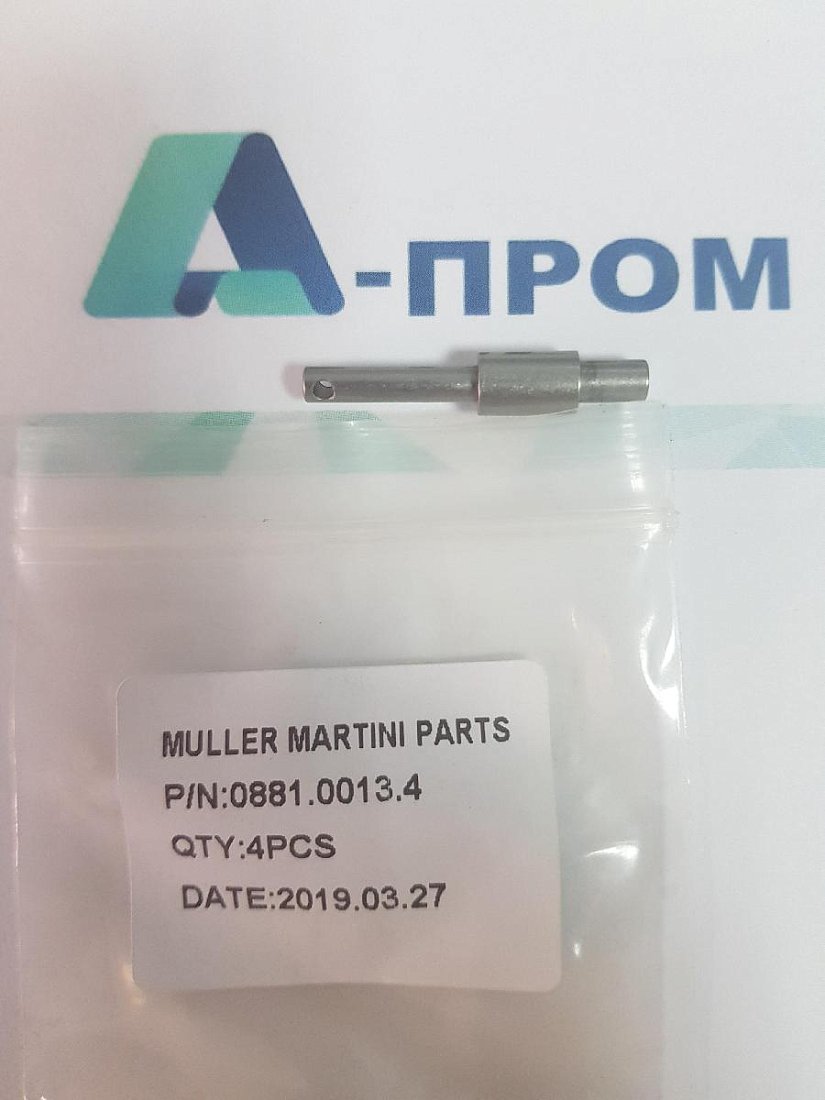 А-ПРОМ
MULLER MARTINI PARTS
P/N:0881.0013.4
QTY:4PCS
DATE:2019.03.27